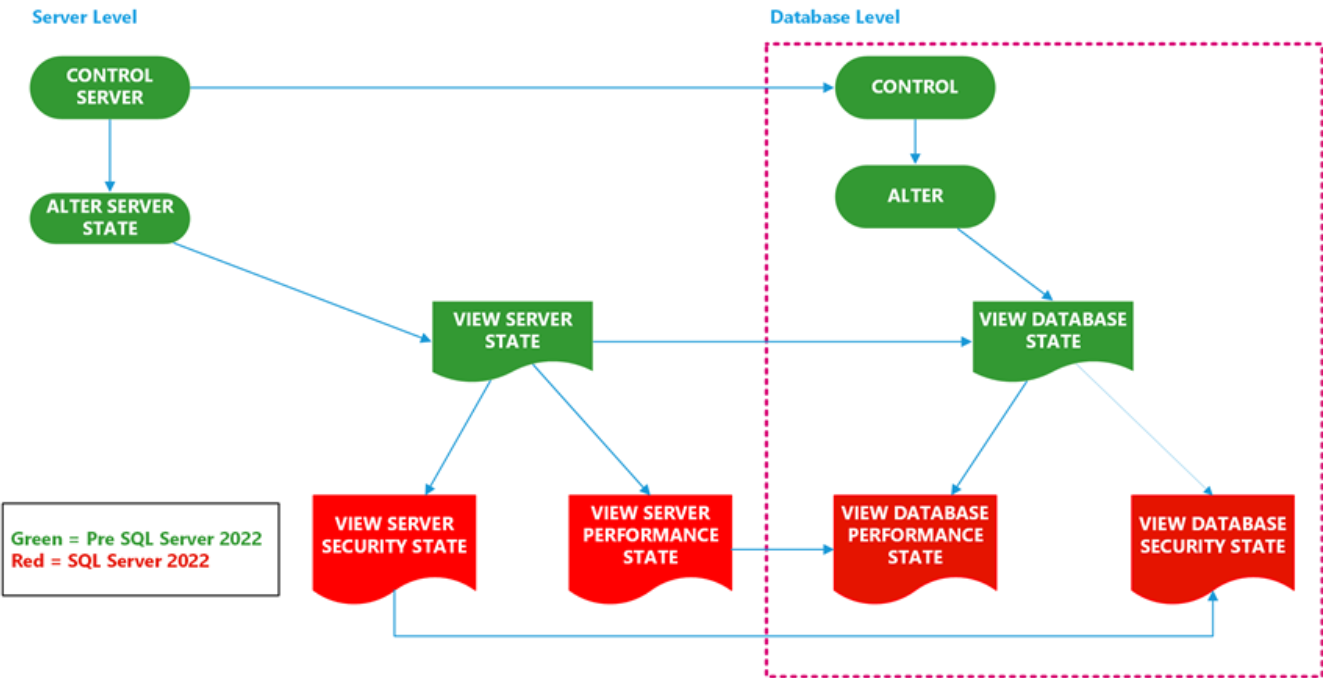 Server Level
Database Level
CONTROL
SERVER
CONTROL
ALTER SERVER
STATE
ALTER
VIEW SERVER
STATE
VIEW DATABASE
STATE
Green = Pre SQL Server 2022
Red = SQL Server 2022
VIEW SERVER
SECURITY STATE
VIEW SERVER
PERFORMANCE
STATE
VIEW DATABASE
PERFORMANCE
STATE
VIEW DATABASE
SECURITY STATE